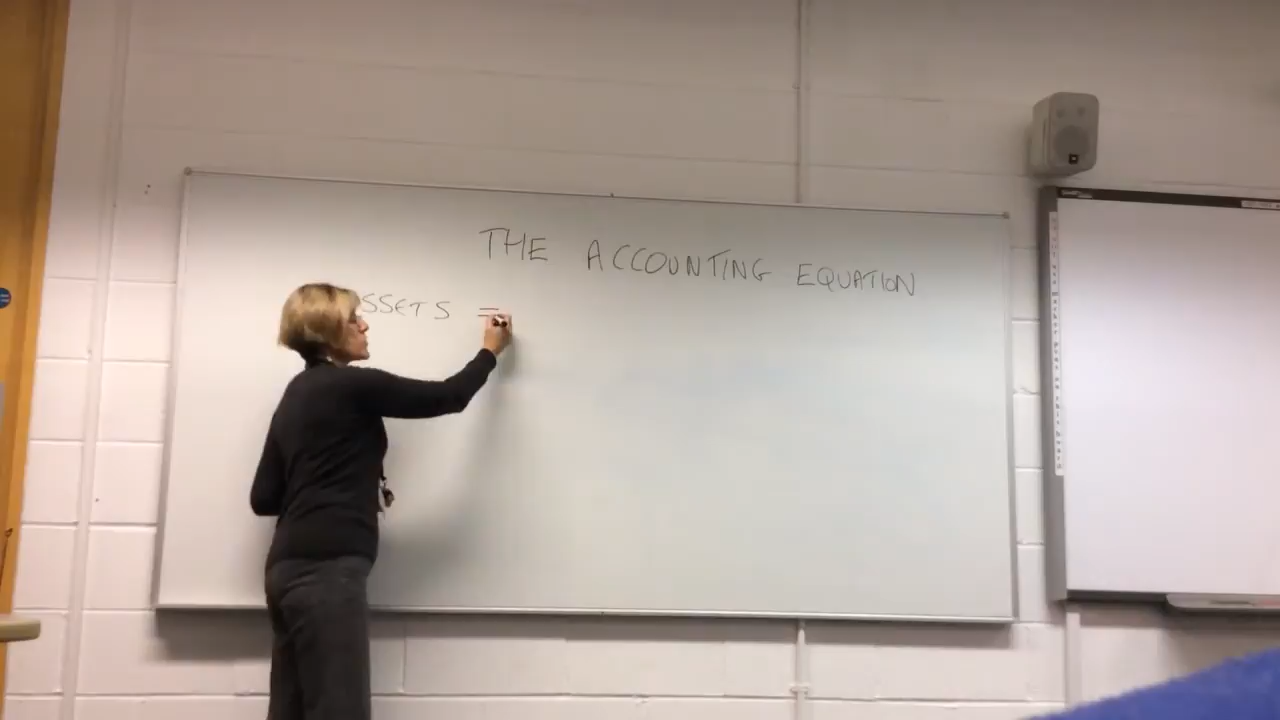 THE ACCOUNTING EQUATION
SSETS =